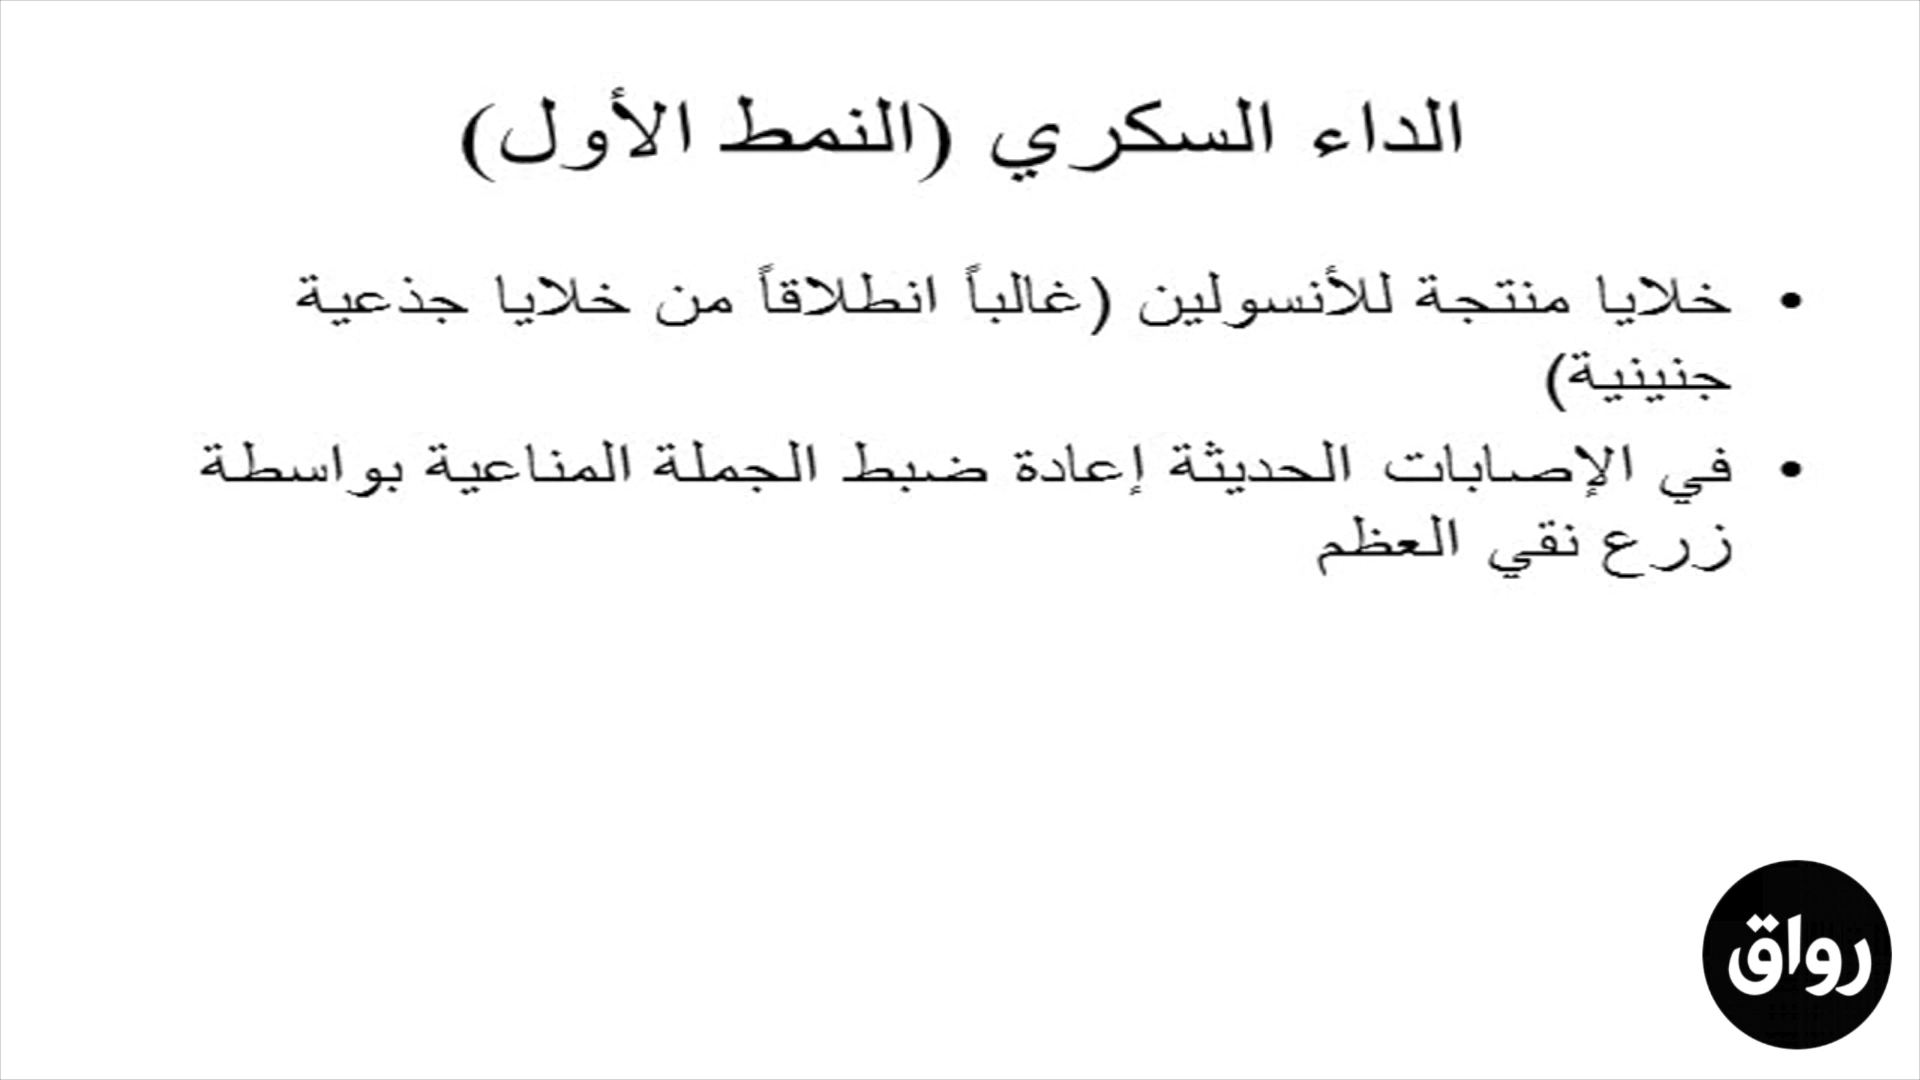 الداء السكري (النمط الأول)
• خلايا منتجة للأنسولين (غالباً انطلاقاً من خلايا جذعية
جنينية)
• في الإصابات الحديثة إعادة ضبط الجملة المناعية بواسطة
زرع نقي العظم
رواق